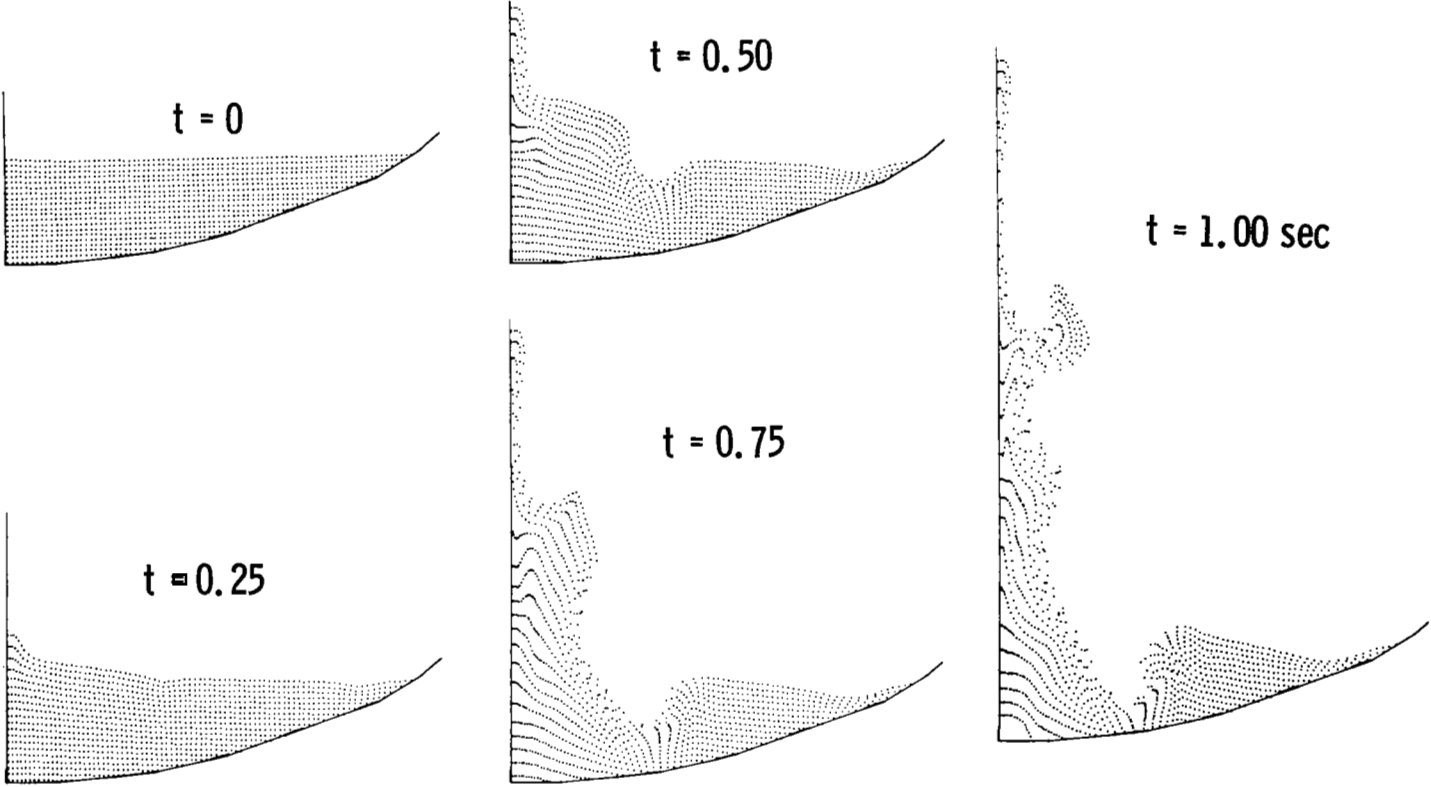 t = 0
t = 0.25
t = 0.50
t = 0.75
t = 1.00 sec